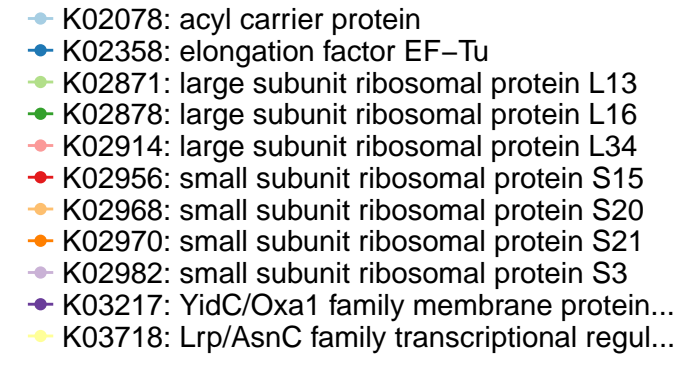 K02078: acyl carrier protein
K02358: elongation factor EF−Tu
K02871: large subunit ribosomal protein L13
K02878: large subunit ribosomal protein L16
K02914: large subunit ribosomal protein L34
K02956: small subunit ribosomal protein S15
K02968: small subunit ribosomal protein S20
K02970: small subunit ribosomal protein S21
K02982: small subunit ribosomal protein S3
K03217: YidC/Oxa1 family membrane protein...
K03718: Lrp/AsnC family transcriptional regul...